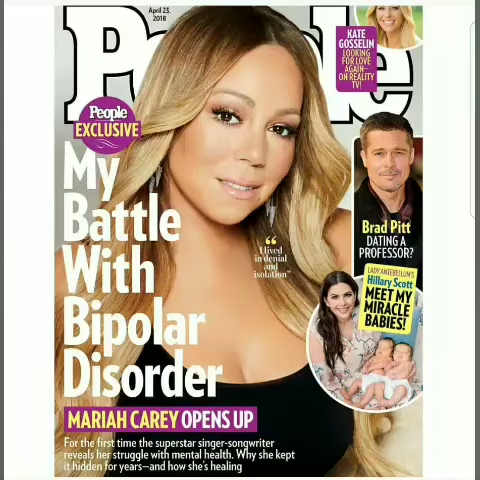 April 23,
2018
People
KATE
GOSSELIN
LOOKING
FOR LOVE
AGAIN—
ON REALITY
TV!
People
EXCLUSIVE
My
Battle
With
Bipolar
Disorder
“I lived
in denial
and
isolation”
Brad Pitt
DATING A
PROFESSOR?
LADY ANTEBELLUM'S
Hillary Scott
MEET MY
MIRACLE
BABIES!
MARIAH CAREY OPENS UP
For the first time the superstar singer-songwriter
reveals her struggle with mental health. Why she kept
it hidden for years—and how she's healing